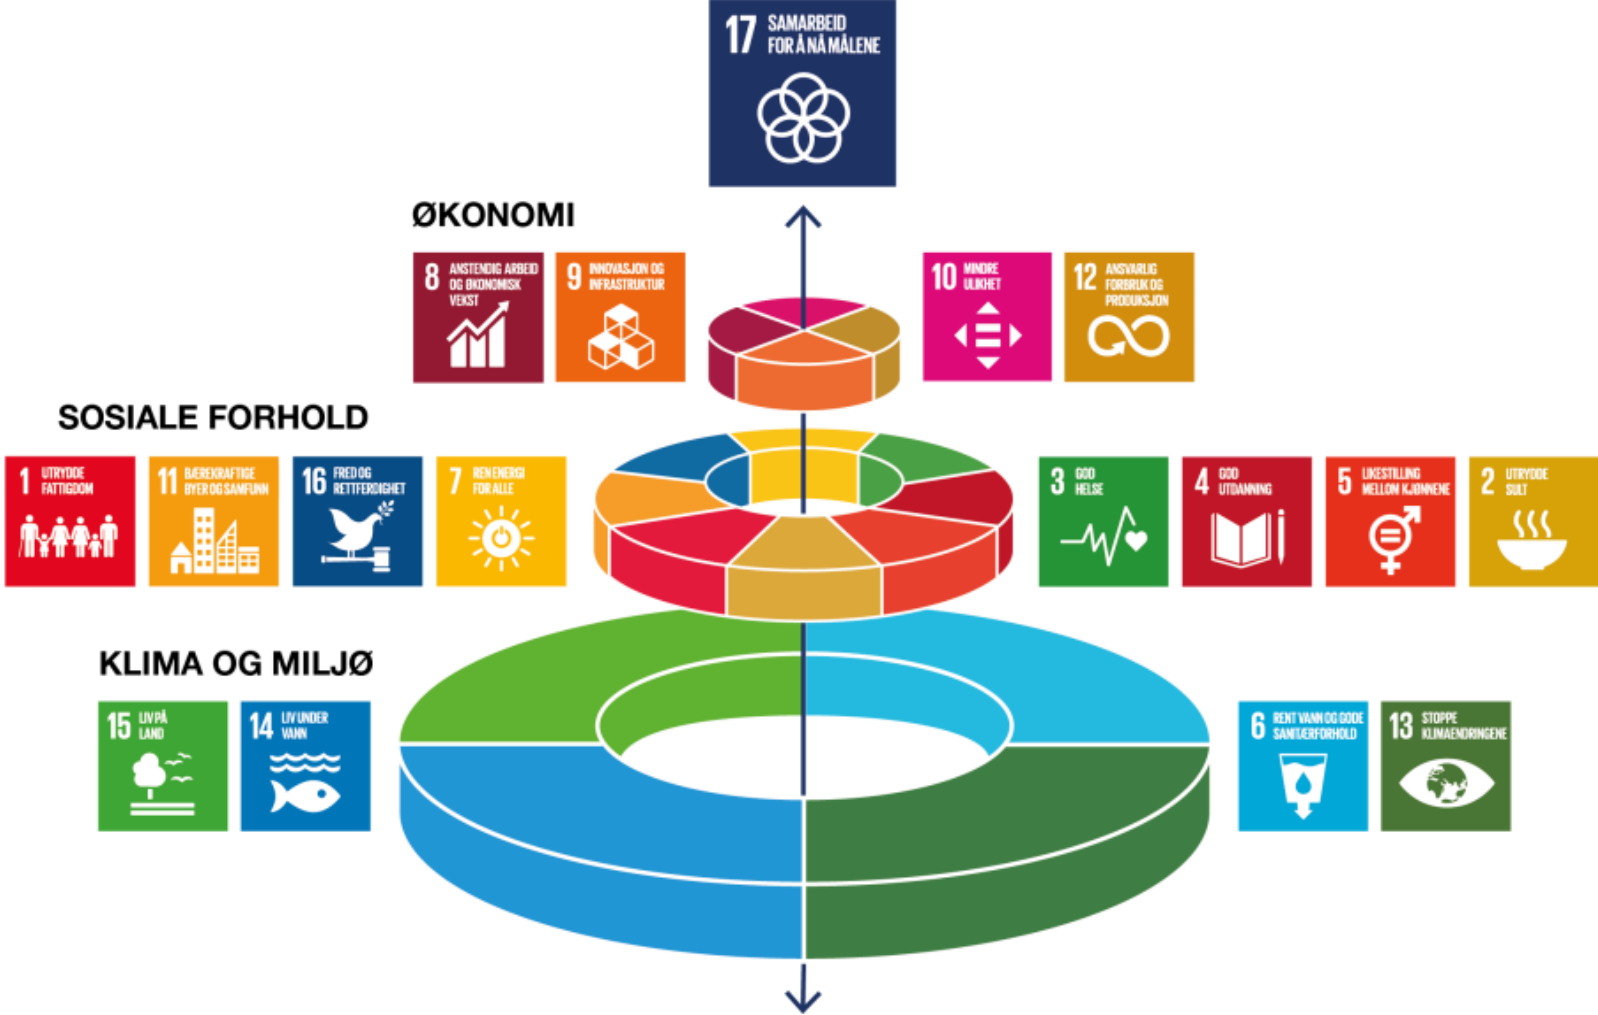 17 SAMARBEID
FOR Å NÅ MÅLENE
ØKONOMI
8 ANSTENDIG ARBEID
OG ØKONOMISK
VEKST
9 INNOVASJON OG
INFRASTRUKTUR
10 MINDRE
ULIKHET
12 ANSVARLIG
FORBRUK OG
PRODUKSJON
SOSIALE FORHOLD
1 UTRYDDE
FATTIGDOM
11 BÆREKRAFTIGE
BYER OG SAMFUNN
16 FRED OG
RETTFERDIGHET
7 REN ENERGI
FOR ALLE
3 GOD
HELSE
4 GOD
UTDANNING
5 LIKESTILLING
MELLOM KJØNNENE
2 UTRYDDE
SULT
KLIMA OG MILJØ
15 LIV PÅ
LAND
14 LIV UNDER
VANN
6 RENT VANN OG GODE
SANITÆRFORHOLD
13 STOPPE
KLIMAENDRINGENE